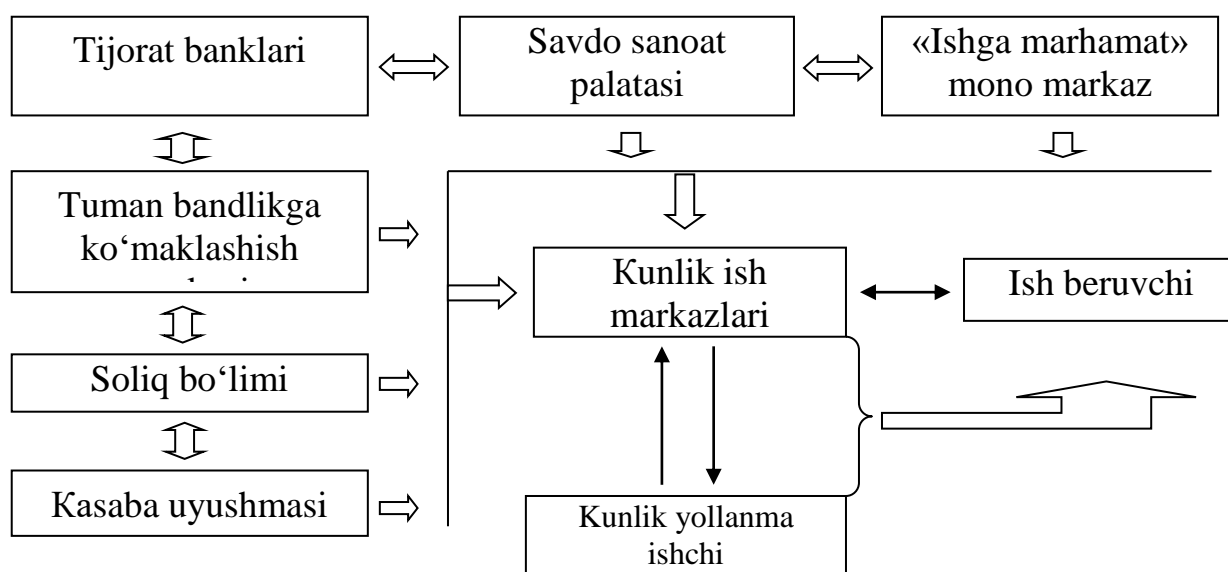 Tijorat banklari
Savdo sanoat
palatasi
«Ishga marhamat»
mono markaz
Tuman bandlikga
ko‘maklashish
Kunlik ish
markazlari
Ish beruvchi
Soliq bo‘limi
Kasaba uyushmasi
Kunlik yollanma
ishchi